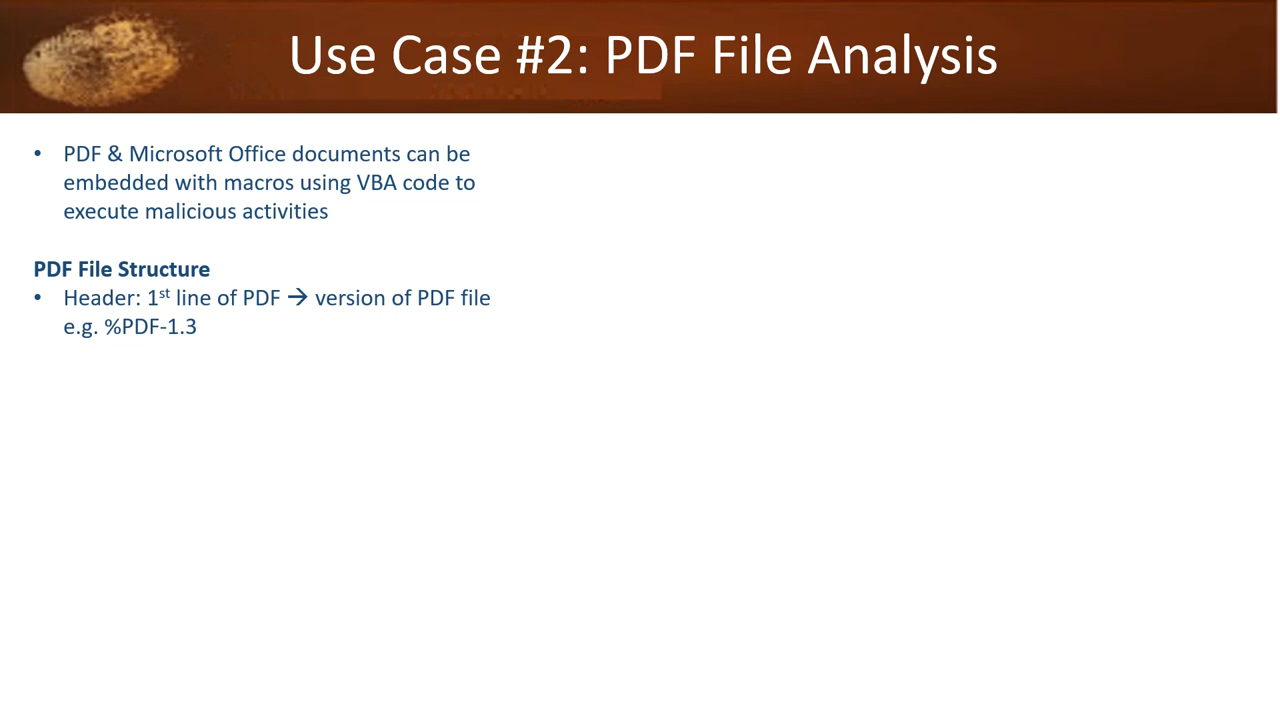 Use Case #2: PDF File Analysis
• PDF & Microsoft Office documents can be
embedded with macros using VBA code to
execute malicious activities
PDF File Structure
• Header: 1st line of PDF → version of PDF file
e.g. %PDF-1.3